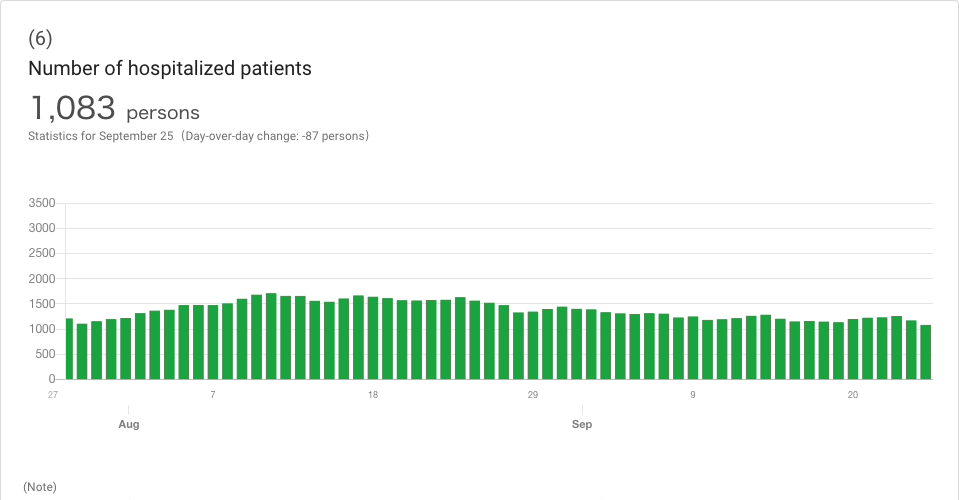 (6)
Number of hospitalized patients
1,083 persons
Statistics for September 25（Day-over-day change: -87 persons）
3500
3000
2500
2000
1500
1000
500
0
27 7 18 29 9 20
Aug Sep
(Note)